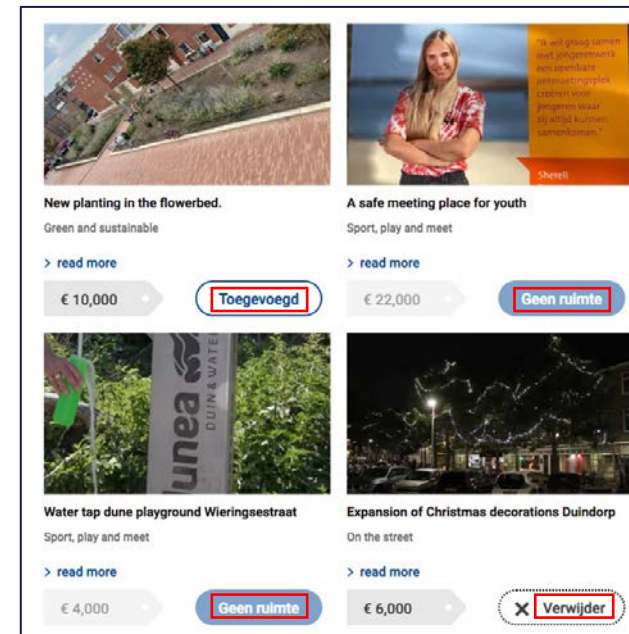 "Ik wil graag samen
met jongerenwerk
een openbare
ontmoetingsplek
creëren voor
jongeren waar
zij altijd kunnen
samenkomen."
Sherell
New planting in the flowerbed.
Green and sustainable
> read more
€ 10,000
Toegevoegd
A safe meeting place for youth
Sport, play and meet
> read more
€ 22,000
Geen ruimte
unea
DUIN & WATE
Water tap dune playground Wieringsestraat
Sport, play and meet
> read more
€ 4,000
Geen ruimte
Expansion of Christmas decorations Duindorp
On the street
> read more
€ 6,000
X Verwijder